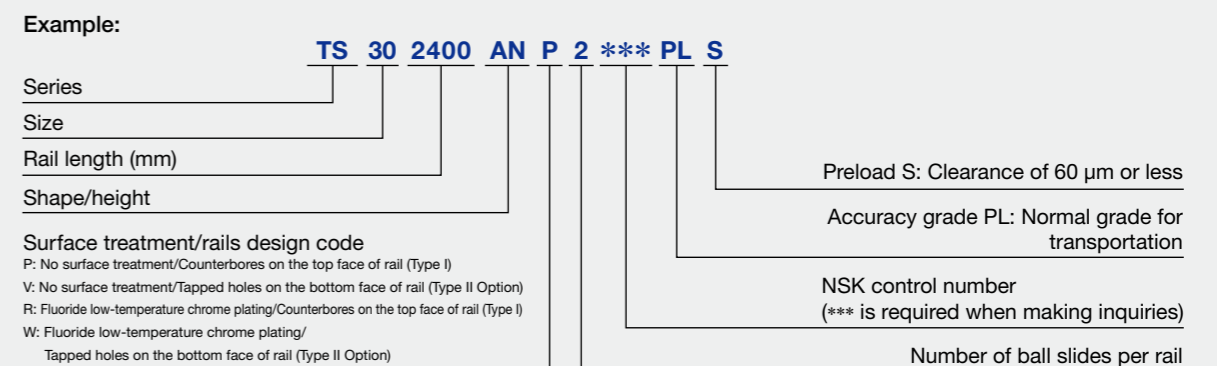 Example:
TS 30 2400 AN P 2 *** PL S
Series
Size
Rail length (mm)
Shape/height
Surface treatment/rails design code
P: No surface treatment/Counterbores on the top face of rail (Type I)
V: No surface treatment/Tapped holes on the bottom face of rail (Type II Option)
R: Fluoride low-temperature chrome plating/Counterbores on the top face of rail (Type I)
W: Fluoride low-temperature chrome plating/
Tapped holes on the bottom face of rail (Type II Option)
Preload S: Clearance of 60 µm or less
Accuracy grade PL: Normal grade for
transportation
NSK control number
(*** is required when making inquiries)
Number of ball slides per rail